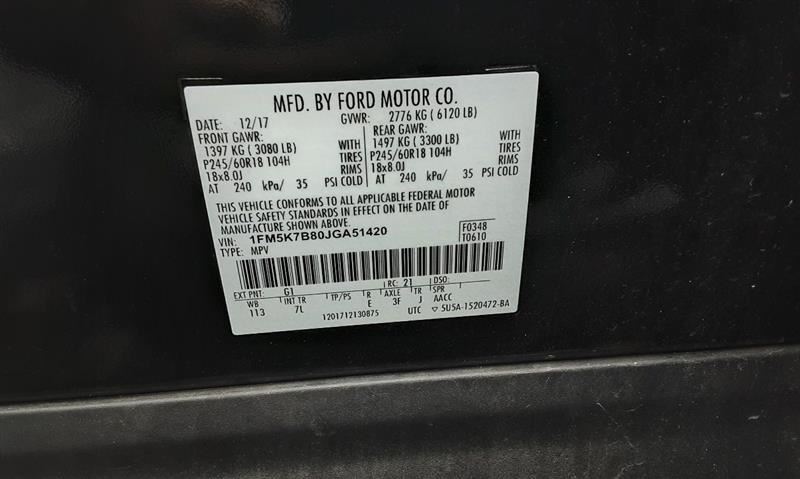 MFD. BY FORD MOTOR CO.
DATE: 12/17 GVWR: 2776 KG ( 6120 LB)
FRONT GAWR: REAR GAWR:
1397 KG ( 3080 LB) WITH 1497 KG ( 3300 LB) WITH
P245/60R18 104H TIRES P245/60R18 104H TIRES
18x8.0J RIMS 18x8.0J RIMS
AT 240 kPa/ 35 PSI COLD AT 240 kPa/ 35 PSI COLD
THIS VEHICLE CONFORMS TO ALL APPLICABLE FEDERAL MOTOR
VEHICLE SAFETY STANDARDS IN EFFECT ON THE DATE OF
MANUFACTURE SHOWN ABOVE.
VIN: 1FM5K7B80JGA51420 F0348
TYPE: MPV T0610
EXT PNT: G1 RC: 21 DSO:
WB INT TR TP/PS R AXLE TR SPR
113 7L E 3F J AACC
1201712130875 UTC ▽ 5U5A-1520472-BA